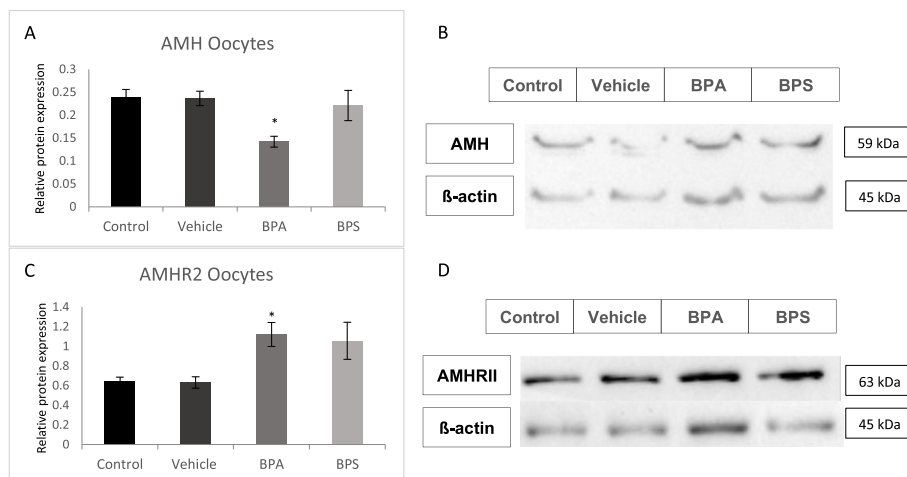 A
AMH Oocytes
Relative protein expression
0.3
0.25
0.2
0.15
0.1
0.05
0
*
Control Vehicle BPA BPS
B
Control Vehicle BPA BPS
AMH 59 kDa
ß-actin 45 kDa
C
AMHR2 Oocytes
Relative protein expression
1.4
1.2
1
0.8
0.6
0.4
0.2
0
*
Control Vehicle BPA BPS
D
Control Vehicle BPA BPS
AMHRII 63 kDa
ß-actin 45 kDa